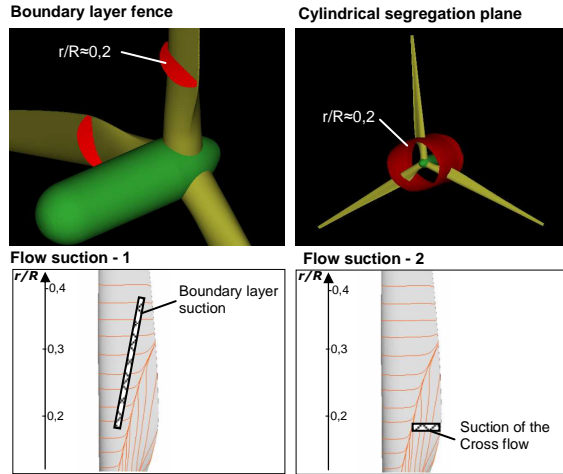 Boundary layer fence
r/R≈0,2
Cylindrical segregation plane
r/R≈0,2
Flow suction - 1
r/R
0,4
0,3
0,2
Boundary layer
suction
Flow suction - 2
r/R
0,4
0,3
0,2
Suction of the
Cross flow